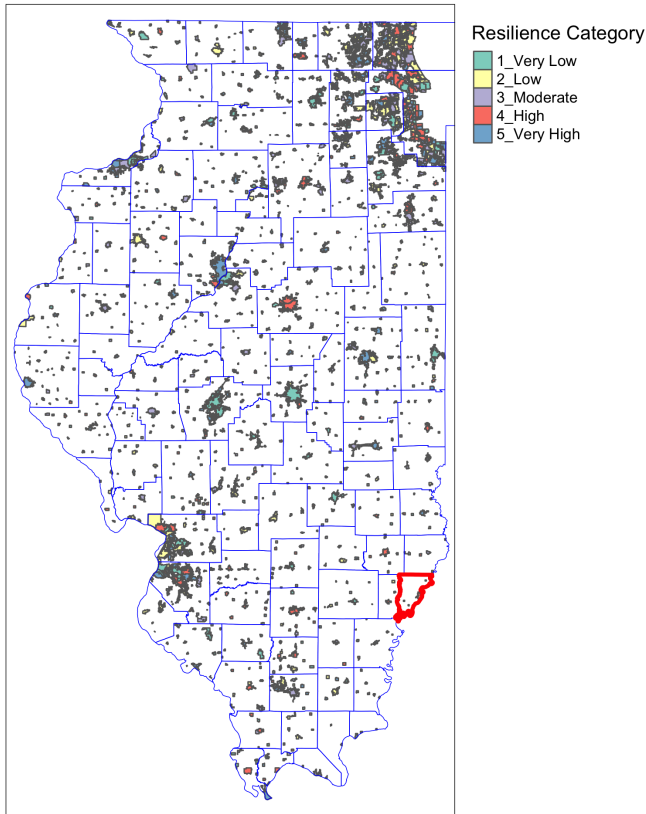 Resilience Category
1_Very Low
2_Low
3_Moderate
4_High
5_Very High